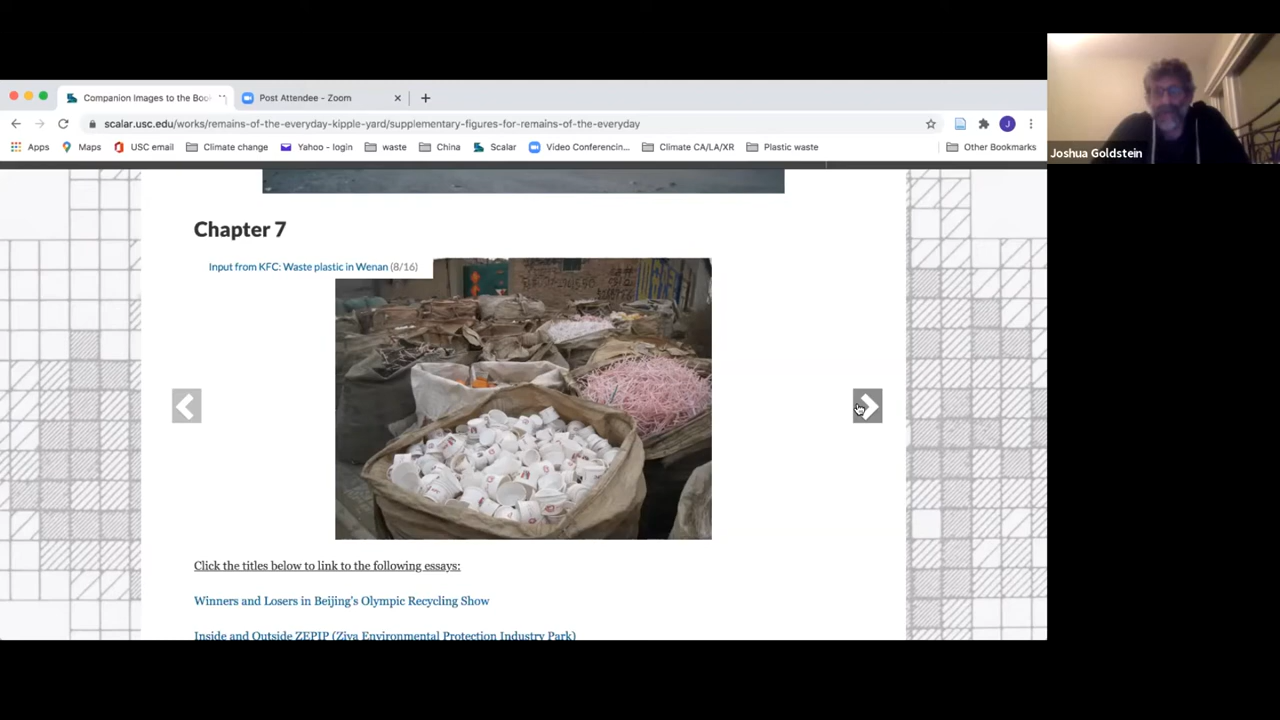 Companion Images to the Book
Post Attendee - Zoom
scalar.usc.edu/works/remains-of-the-everyday-kipple-yard/supplementary-figures-for-remains-of-the-everyday
J
Apps Maps USC email Climate change Yahoo - login waste China Scalar Video Conferencin... Climate CA/LA/XR Plastic waste Other Bookmarks
Joshua Goldstein
Chapter 7
Input from KFC: Waste plastic in Wenan (8/16)
Click the titles below to link to the following essays:
Winners and Losers in Beijing's Olympic Recycling Show
Inside and Outside ZEPIP (Ziya Environmental Protection Industry Park)